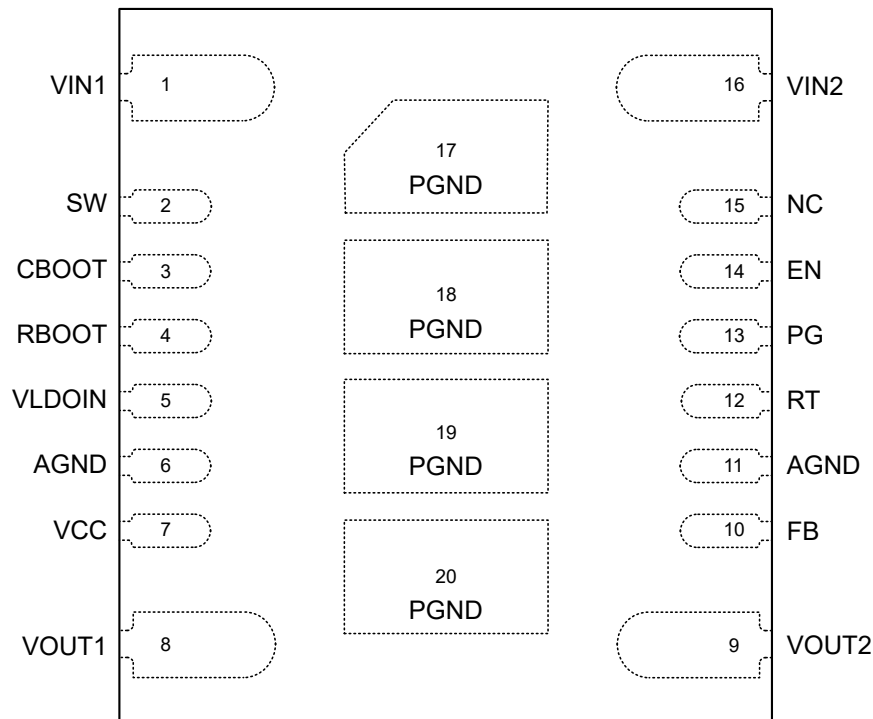 VIN1 1 16 VIN2
17
PGND
SW 2 15 NC
CBOOT 3 14 EN
18
PGND
RBOOT 4 13 PG
VLDOIN 5 12 RT
19
PGND
AGND 6 11 AGND
VCC 7 10 FB
20
PGND
VOUT1 8 9 VOUT2